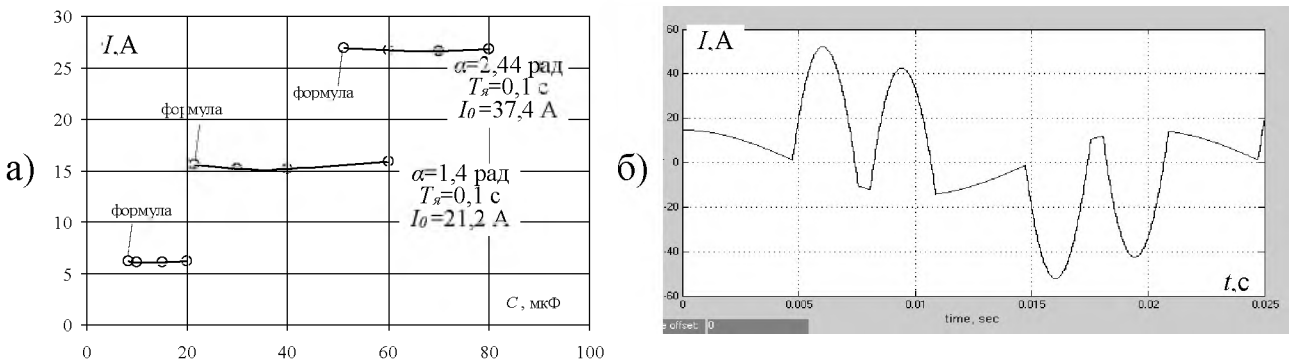 а)
30
25
20
15
10
5
0
I,А
формула
формула
формула
α=2,44 рад
Tя=0,1 с
I0=37,4 А
α=1,4 рад
Tя=0,1 с
I0=21,2 А
C, мкФ
0 20 40 60 80 100
б)
60
40
20
0
-20
-40
-60
I,А
t,с
0 0.005 0.01 0.015 0.02 0.025
time, sec
e offset: 0